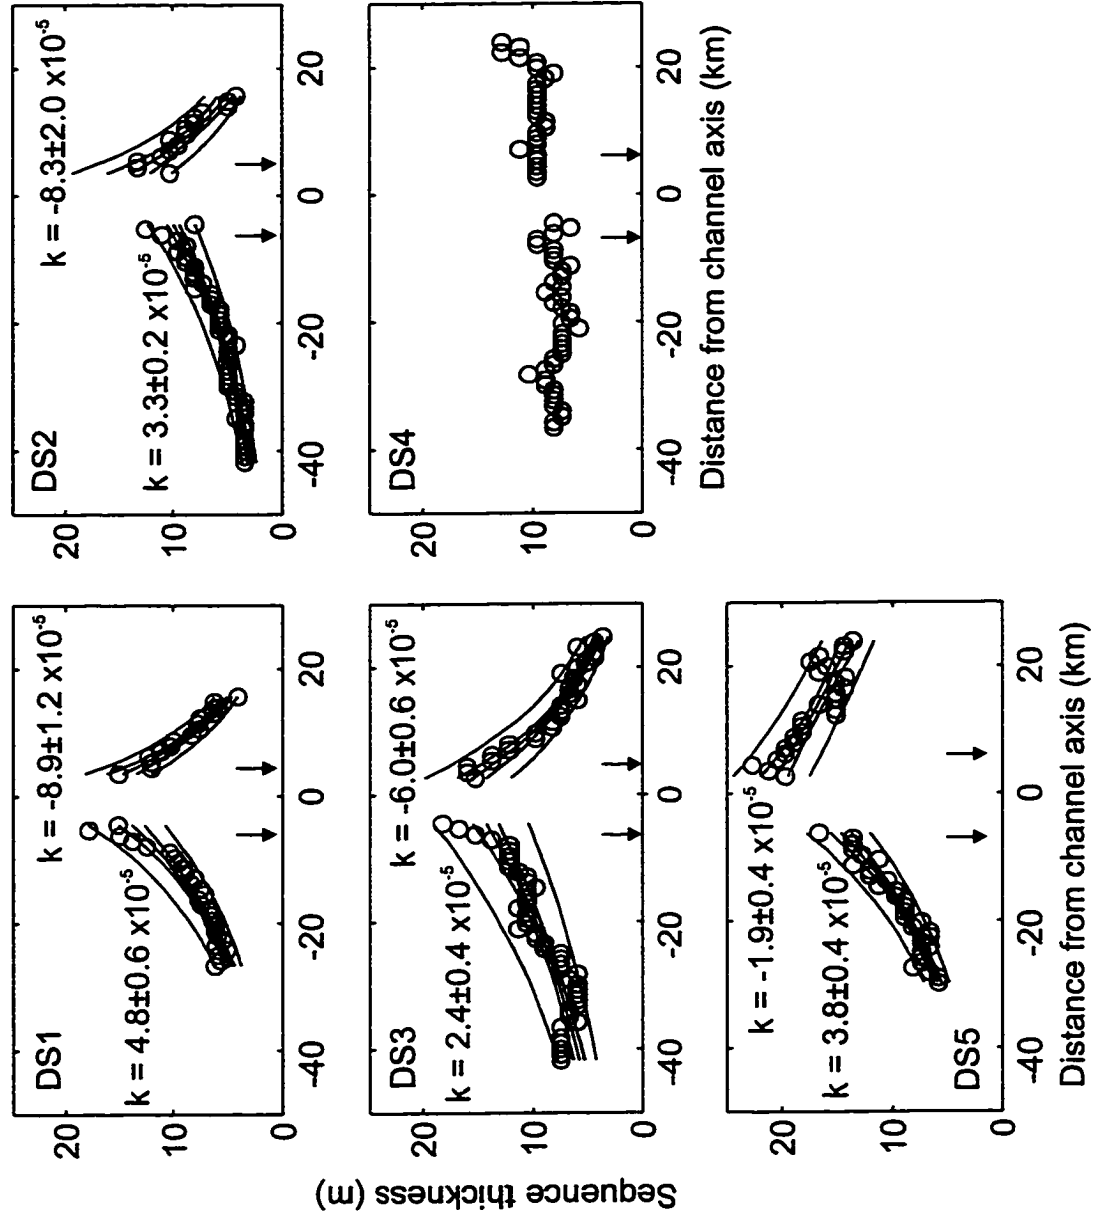 DS1
k = 4.8±0.6 x10-5
k = -8.9±1.2 x10-5
20
10
0
-40
-20
0
20
DS2
k = 3.3±0.2 x10-5
k = -8.3±2.0 x10-5
20
10
0
-40
-20
0
20
DS3
k = 2.4±0.4 x10-5
k = -6.0±0.6 x10-5
20
10
0
-40
-20
0
20
DS4
20
10
0
-40
-20
0
20
Distance from channel axis (km)
DS5
k = 3.8±0.4 x10-5
k = -1.9±0.4 x10-5
20
10
0
-40
-20
0
20
Distance from channel axis (km)
Sequence thickness (m)